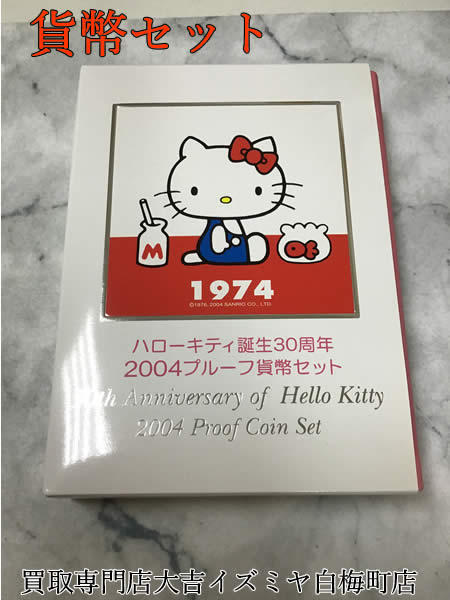 貨幣セット
M
1974
©1976, 2004 SANRIO CO., LTD.
ハローキティ誕生30周年
2004プルーフ貨幣セット
Anniversary of Hello Kitty
2004 Proof Coin Set
買取専門店大吉イズミヤ白梅町店